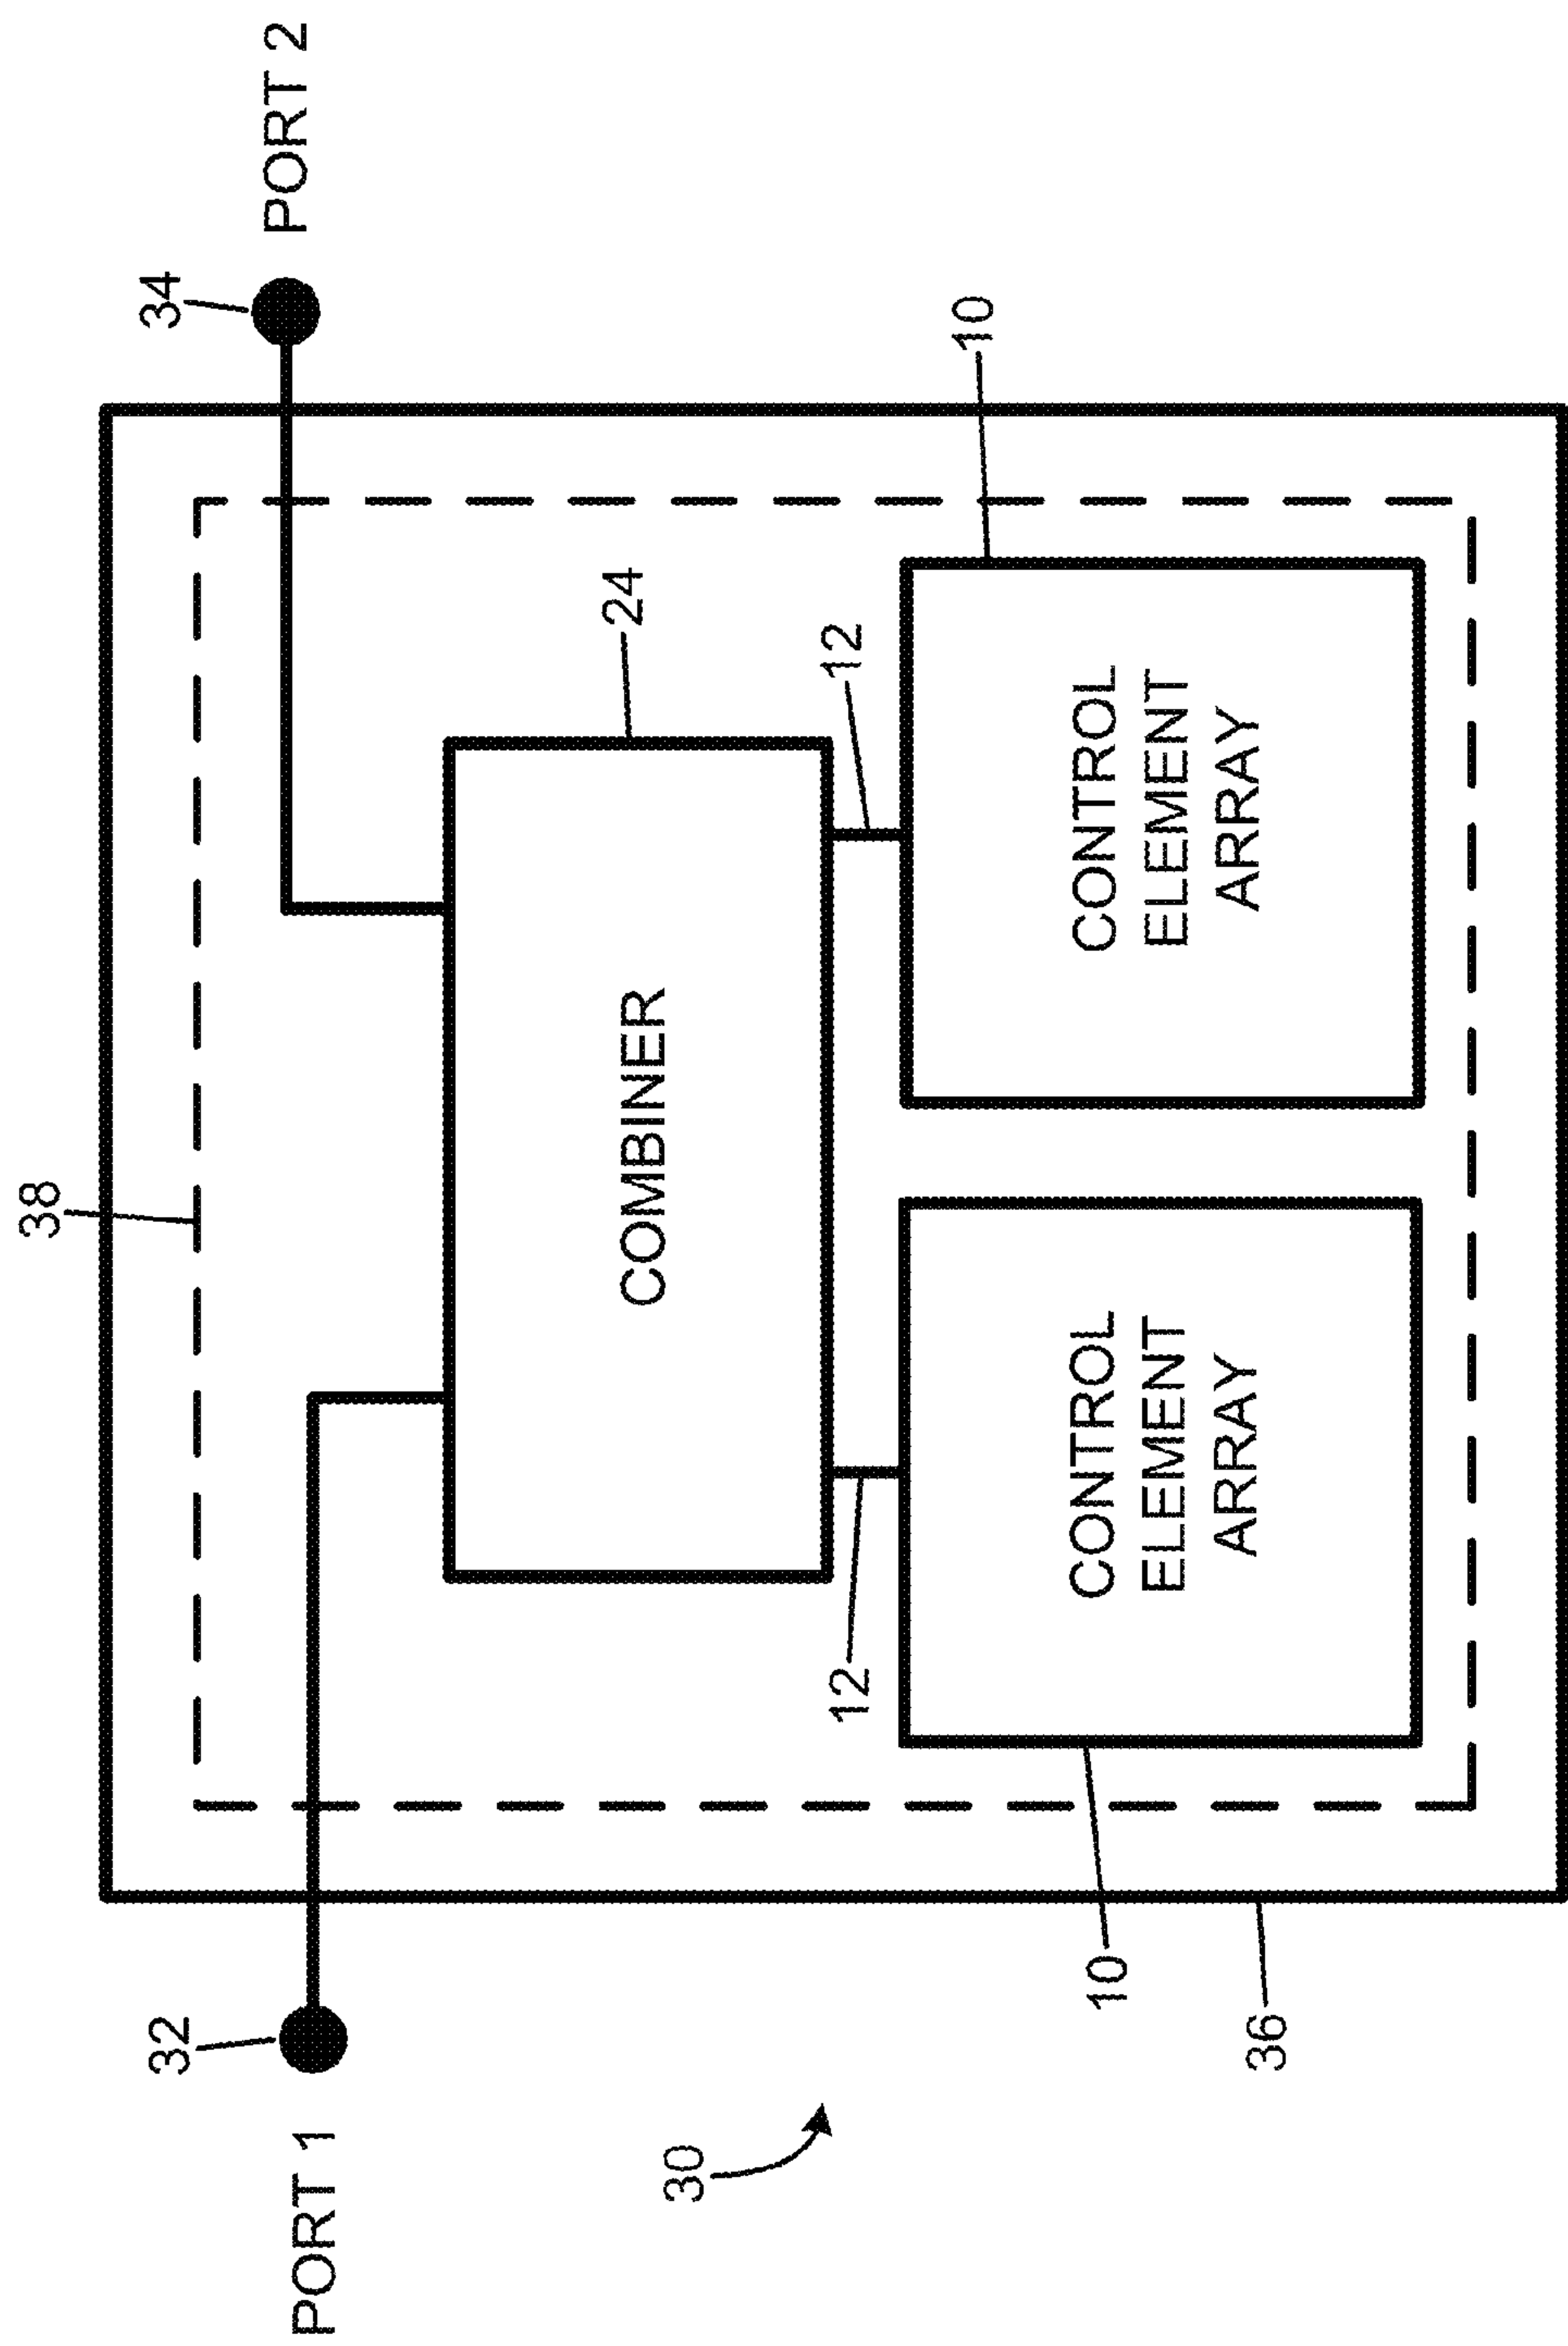 38
32
34
PORT 1
PORT 2
24
COMBINER
30
12
12
10
CONTROL
ELEMENT
ARRAY
CONTROL
ELEMENT
ARRAY
10
36